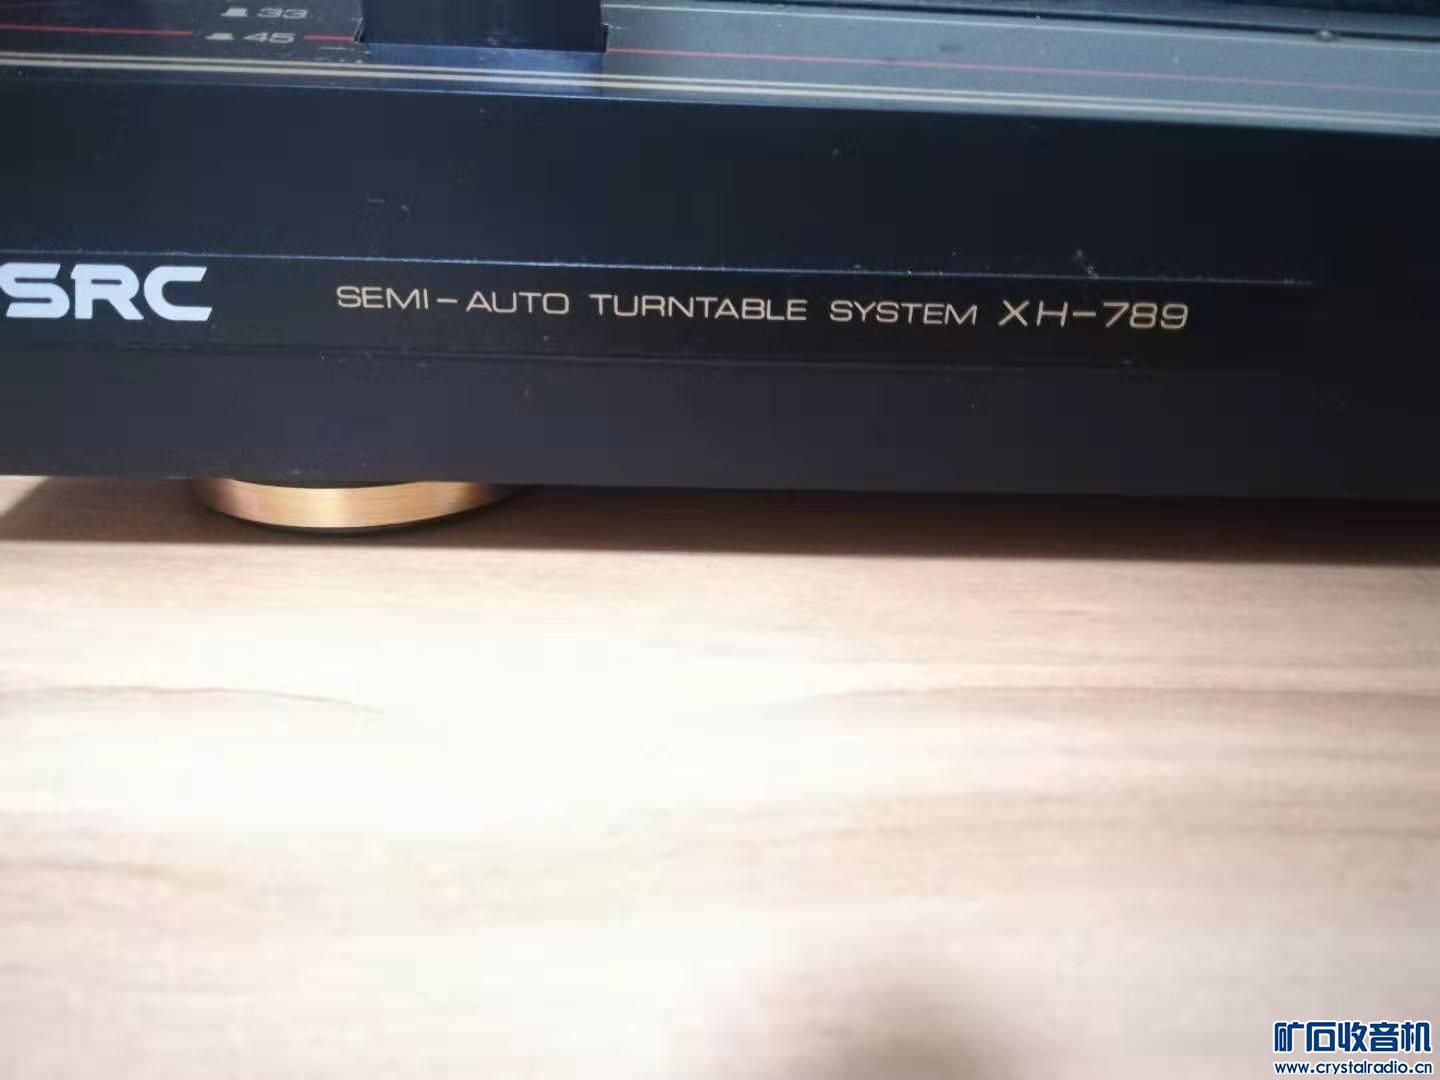 33
45
SRC SEMI-AUTO TURNTABLE SYSTEM XH-789
矿石收音机
www.crystalradio.cn